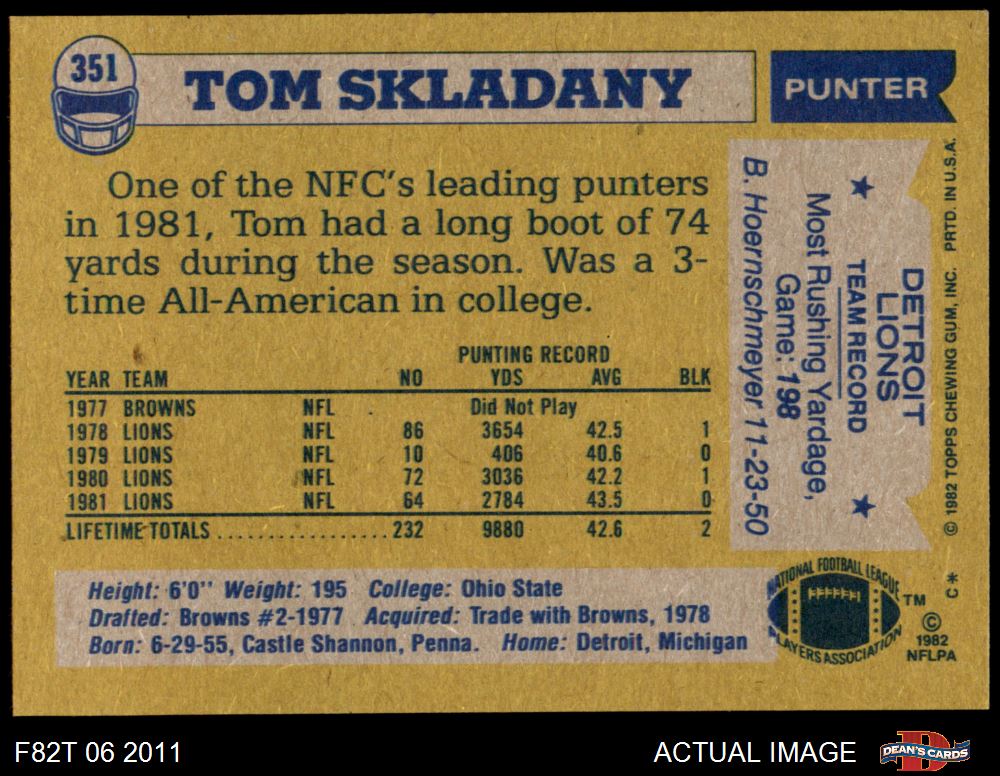 351
TOM SKLADANY
PUNTER
One of the NFC's leading punters
in 1981, Tom had a long boot of 74
yards during the season. Was a 3-
time All-American in college.
PUNTING RECORD
YEAR TEAM NO YDS AVG BLK
1977 BROWNS NFL Did Not Play
1978 LIONS NFL 86 3654 42.5 1
1979 LIONS NFL 10 406 40.6 0
1980 LIONS NFL 72 3036 42.2 1
1981 LIONS NFL 64 2784 43.5 0
LIFETIME TOTALS ................. 232 9880 42.6 2
Height: 6'0" Weight: 195 College: Ohio State
Drafted: Browns #2-1977 Acquired: Trade with Browns, 1978
Born: 6-29-55, Castle Shannon, Penna. Home: Detroit, Michigan
DETROIT
LIONS
TEAM RECORD
Most Rushing Yardage,
Game: 198
B. Hoernschmeyer 11-23-50
© 1982 TOPPS CHEWING GUM, INC. PRTD. IN U.S.A.
C*
NATIONAL FOOTBALL LEAGUE
PLAYERS ASSOCIATION
TM
©
1982
NFLPA
F82T 06 2011
ACTUAL IMAGE
D
DEAN'S CARDS